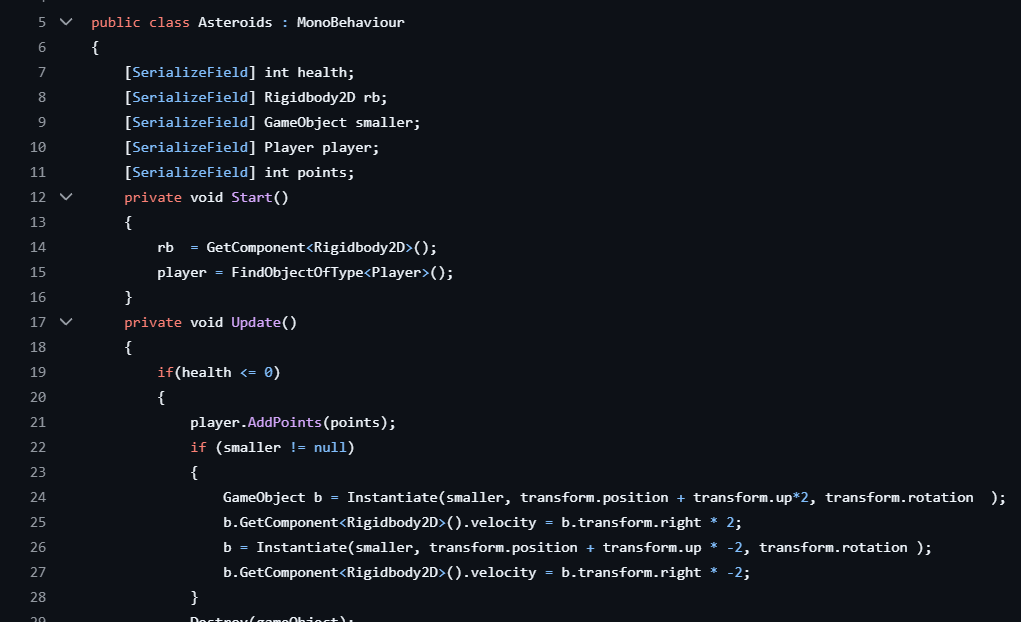 5 public class Asteroids : MonoBehaviour
6 {
7 [SerializeField] int health;
8 [SerializeField] Rigidbody2D rb;
9 [SerializeField] GameObject smaller;
10 [SerializeField] Player player;
11 [SerializeField] int points;
12 private void Start()
13 {
14 rb  = GetComponent<Rigidbody2D>();
15 player = FindObjectOfType<Player>();
16 }
17 private void Update()
18 {
19 if(health <= 0)
20 {
21 player.AddPoints(points);
22 if (smaller != null)
23 {
24 GameObject b = Instantiate(smaller, transform.position + transform.up*2, transform.rotation  );
25 b.GetComponent<Rigidbody2D>().velocity = b.transform.right * 2;
26 b = Instantiate(smaller, transform.position + transform.up * -2, transform.rotation );
27 b.GetComponent<Rigidbody2D>().velocity = b.transform.right * -2;
28 }
29 Destroy(gameObject);